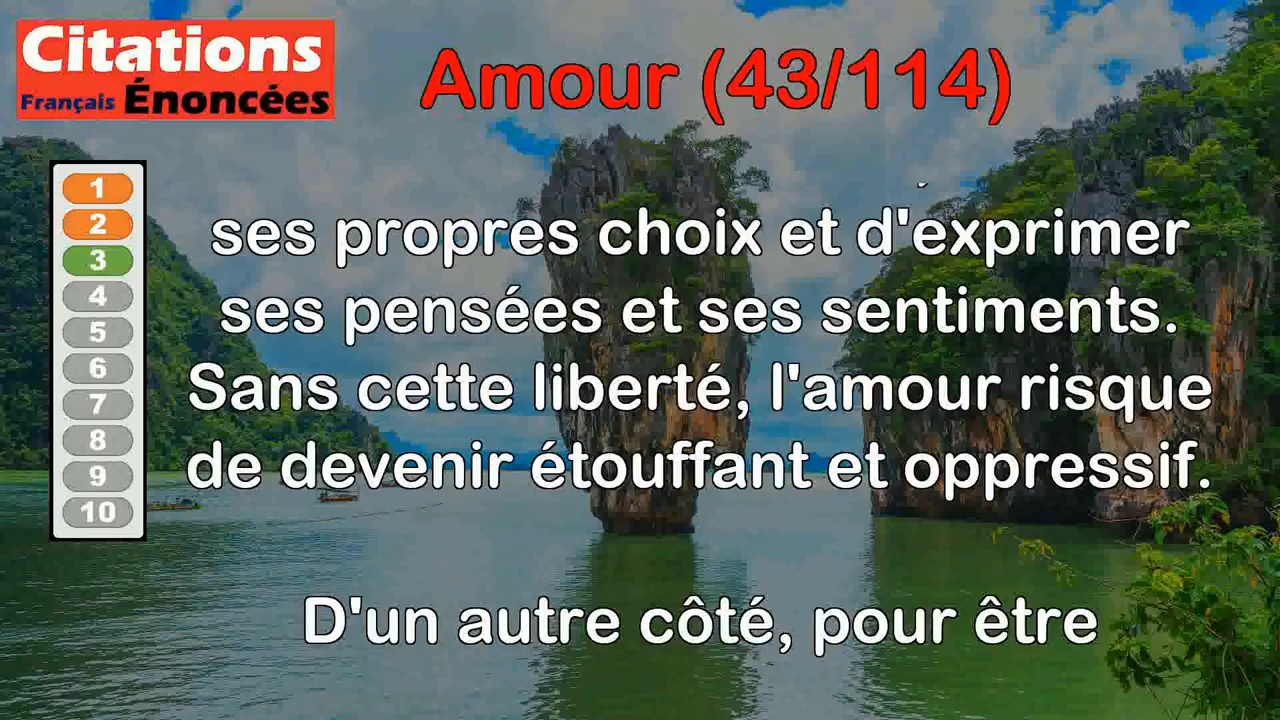 Citations
Français Énoncées
Amour (43/114)
1
2
3
4
5
6
7
8
9
10
ses propres choix et d'exprimer
ses pensées et ses sentiments.
Sans cette liberté, l'amour risque
de devenir étouffant et oppressif.
D'un autre côté, pour être